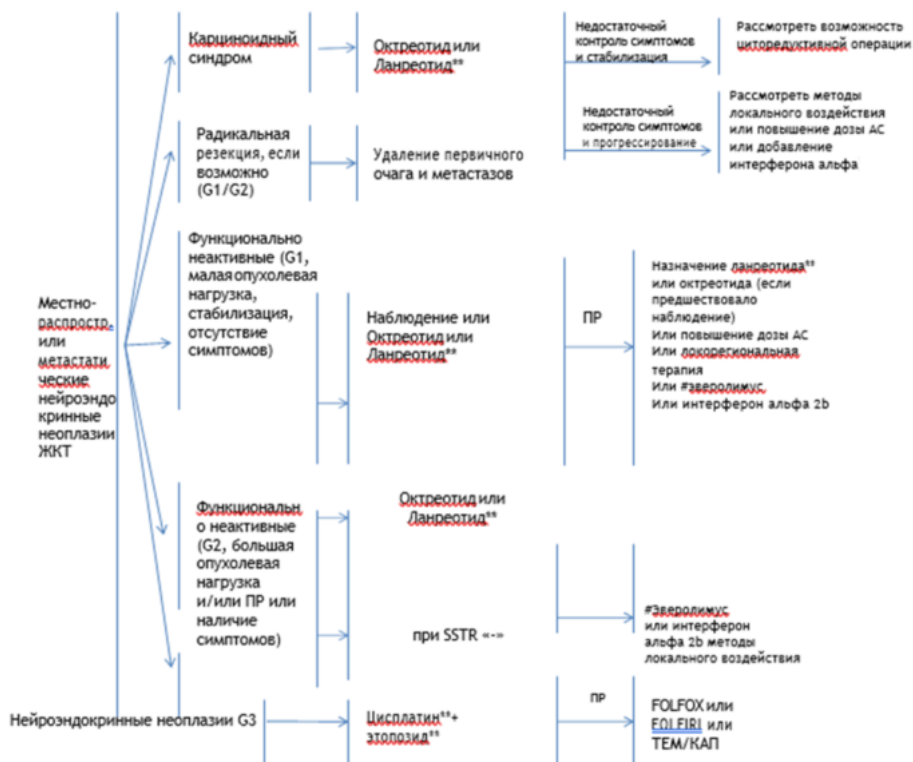 Карциноидный
синдром
Октреотид или
Ланреотид**
Недостаточный
контроль симптомов
и стабилизация
Рассмотреть возможность
циторедуктивной операции
Недостаточный
контроль симптомов
и прогрессирование
Рассмотреть методы
локального воздействия
или повышение дозы АС
или добавление
интерферона альфа
Радикальная
резекция, если
возможно
(G1/G2)
Удаление первичного
очага и метастазов
Местно-
распростр.
или
метастати
ческие
нейроэндо
кринные
неоплазии
ЖКТ
Функционально
неактивные (G1,
малая опухолевая
нагрузка,
стабилизация,
отсутствие
симптомов)
Наблюдение или
Октреотид или
Ланреотид**
ПР
Назначение ланреотида**
или октреотида (если
предшествовало
наблюдение)
Или повышение дозы АС
Или локорегиональная
терапия
Или #эверолимус
Или интерферон альфа 2b
Функциональн
о неактивные
(G2, большая
опухолевая
нагрузка
и/или ПР или
наличие
симптомов)
Октреотид или
Ланреотид**
при SSTR «-»
#Эверолимус
или интерферон
альфа 2b методы
локального воздействия
Нейроэндокринные неоплазии G3
Цисплатин**+
этопозид**
ПР
FOLFOX или
FOLFIRI или
ТЕМ/КАП